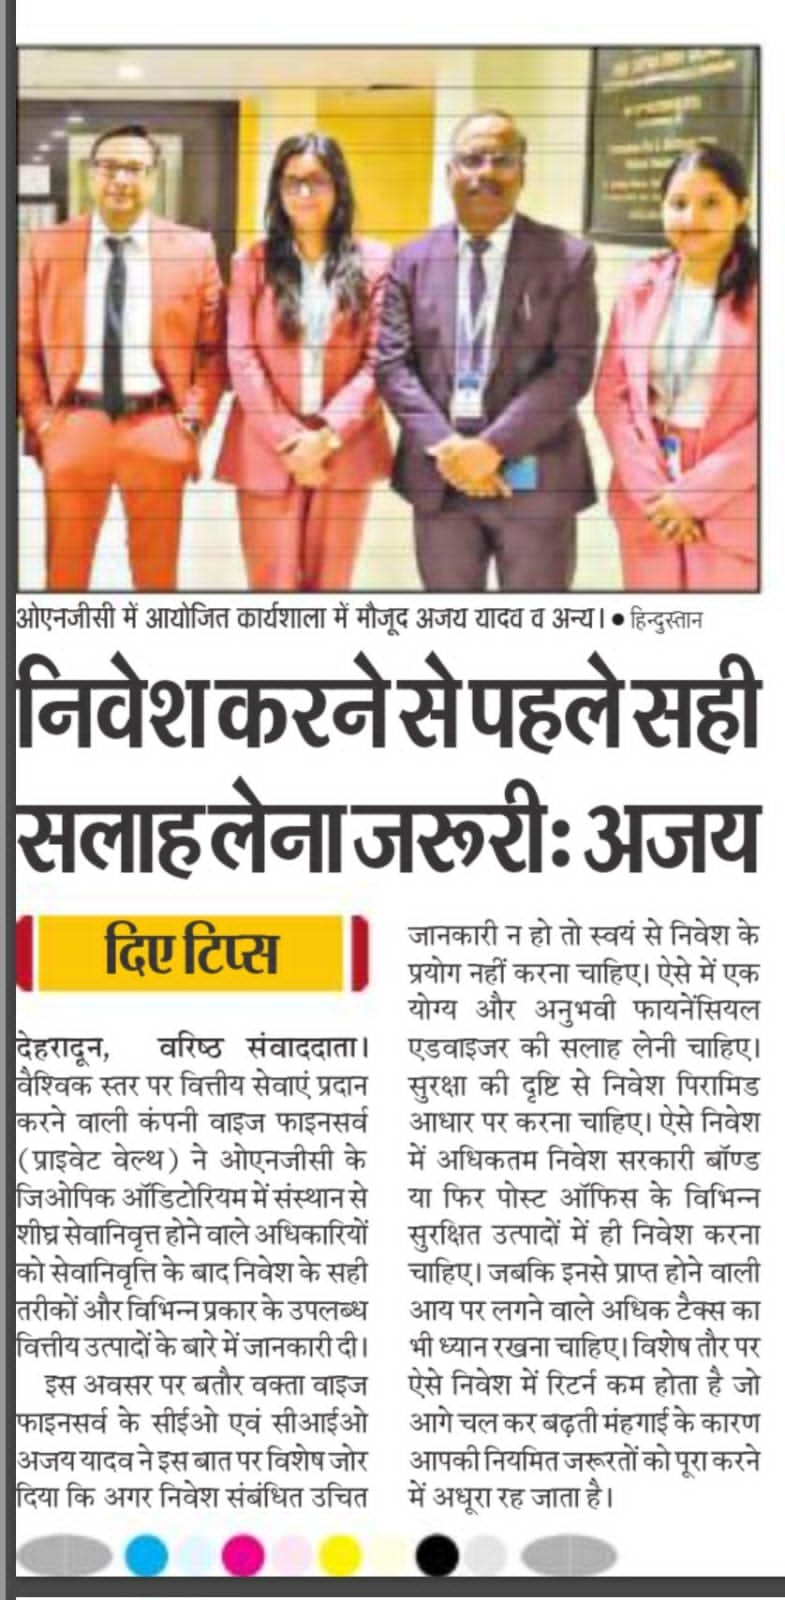 ओएनजीसी में आयोजित कार्यशाला में मौजूद अजय यादव व अन्य। ● हिन्दुस्तान
निवेश करने से पहले सही
सलाह लेना जरूरी: अजय
दिए टिप्स
देहरादून, वरिष्ठ संवाददाता।
वैश्विक स्तर पर वित्तीय सेवाएं प्रदान
करने वाली कंपनी वाइज फाइनसर्व
(प्राइवेट वेल्थ) ने ओएनजीसी के
जिओपिक ऑडिटोरियम में संस्थान से
शीघ्र सेवानिवृत्त होने वाले अधिकारियों
को सेवानिवृत्ति के बाद निवेश के सही
तरीकों और विभिन्न प्रकार के उपलब्ध
वित्तीय उत्पादों के बारे में जानकारी दी।
इस अवसर पर बतौर वक्ता वाइज
फाइनसर्व के सीईओ एवं सीआईओ
अजय यादव ने इस बात पर विशेष जोर
दिया कि अगर निवेश संबंधित उचित
जानकारी न हो तो स्वयं से निवेश के
प्रयोग नहीं करना चाहिए। ऐसे में एक
योग्य और अनुभवी फायनेंसियल
एडवाइजर की सलाह लेनी चाहिए।
सुरक्षा की दृष्टि से निवेश पिरामिड
आधार पर करना चाहिए। ऐसे निवेश
में अधिकतम निवेश सरकारी बॉण्ड
या फिर पोस्ट ऑफिस के विभिन्न
सुरक्षित उत्पादों में ही निवेश करना
चाहिए। जबकि इनसे प्राप्त होने वाली
आय पर लगने वाले अधिक टैक्स का
भी ध्यान रखना चाहिए। विशेष तौर पर
ऐसे निवेश में रिटर्न कम होता है जो
आगे चल कर बढ़ती मंहगाई के कारण
आपकी नियमित जरूरतों को पूरा करने
में अधूरा रह जाता है।